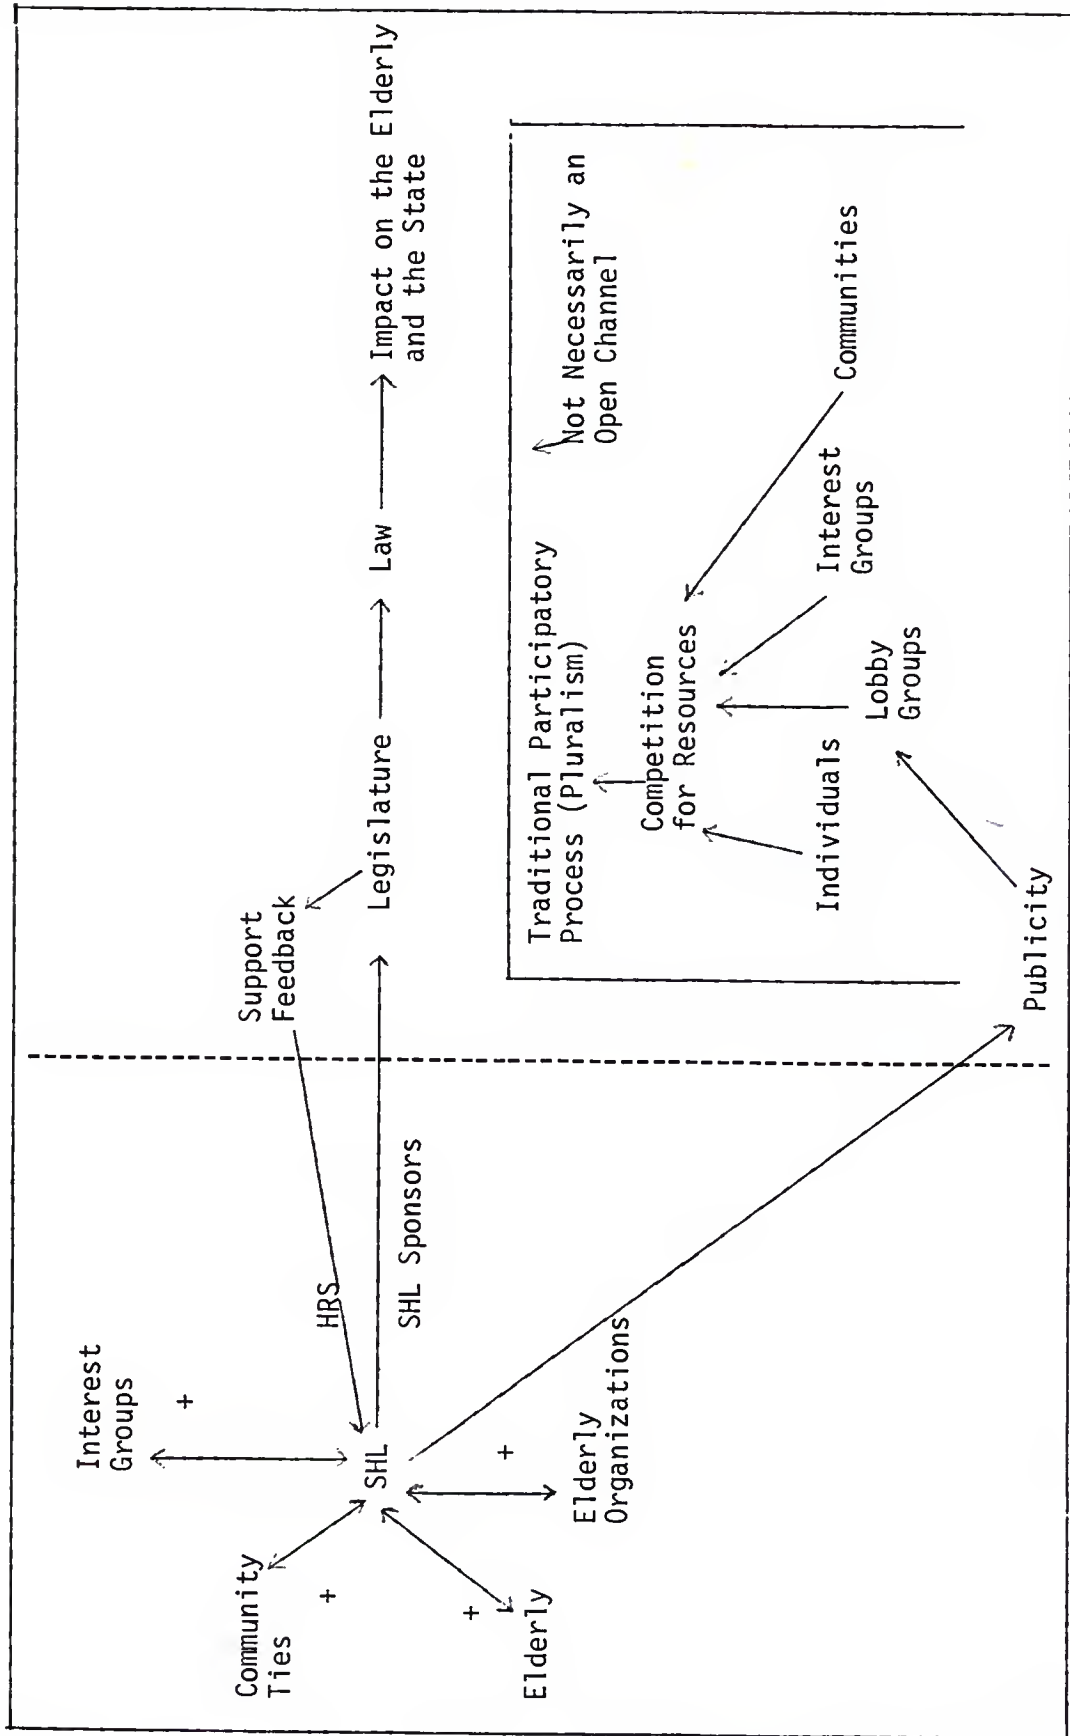 Interest
Groups
+
Community
Ties
+
SHL
+
Elderly
+
Elderly
Organizations
HRS
SHL Sponsors
Support
Feedback
Legislature
Law
Impact on the Elderly
and the State
Traditional Participatory
Process (Pluralism)
Not Necessarily an
Open Channel
Competition
for Resources
Individuals
Lobby
Groups
Interest
Groups
Communities
Publicity